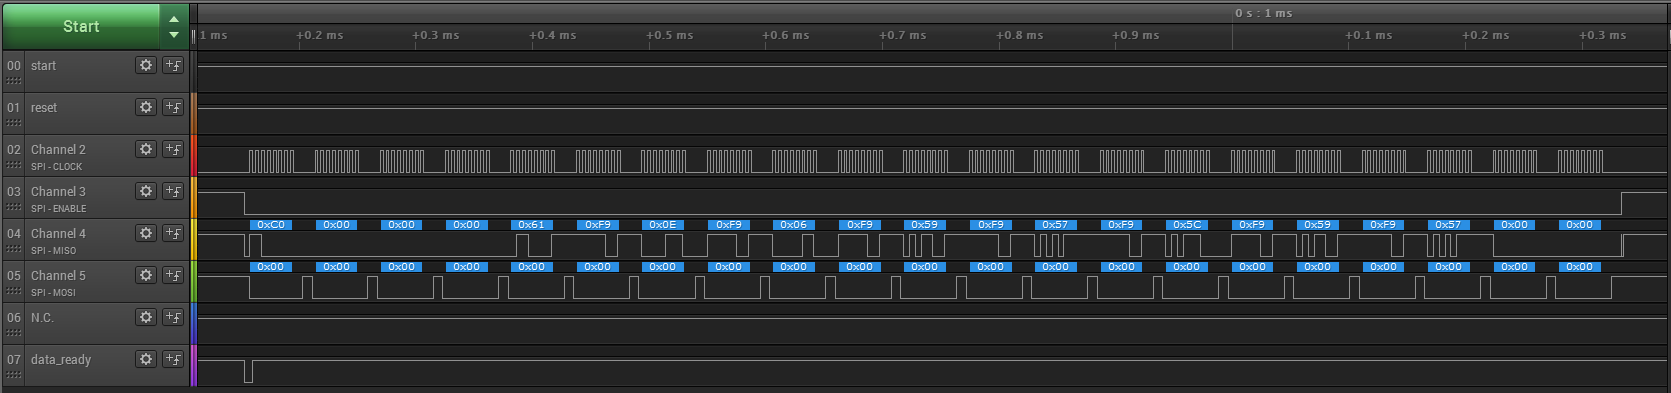 Start
0 s : 1 ms
1 ms +0.2 ms +0.3 ms +0.4 ms +0.5 ms +0.6 ms +0.7 ms +0.8 ms +0.9 ms +0.1 ms +0.2 ms +0.3 ms
00 start
01 reset
02 Channel 2
SPI - CLOCK
03 Channel 3
SPI - ENABLE
0xC0 0x00 0x00 0x00 0x61 0xF9 0x0E 0xF9 0x06 0xF9 0x59 0xF9 0x57 0xF9 0x5C 0xF9 0x59 0xF9 0x57 0x00 0x00
04 Channel 4
SPI - MISO
0x00 0x00 0x00 0x00 0x00 0x00 0x00 0x00 0x00 0x00 0x00 0x00 0x00 0x00 0x00 0x00 0x00 0x00 0x00 0x00 0x00
05 Channel 5
SPI - MOSI
06 N.C.
07 data_ready